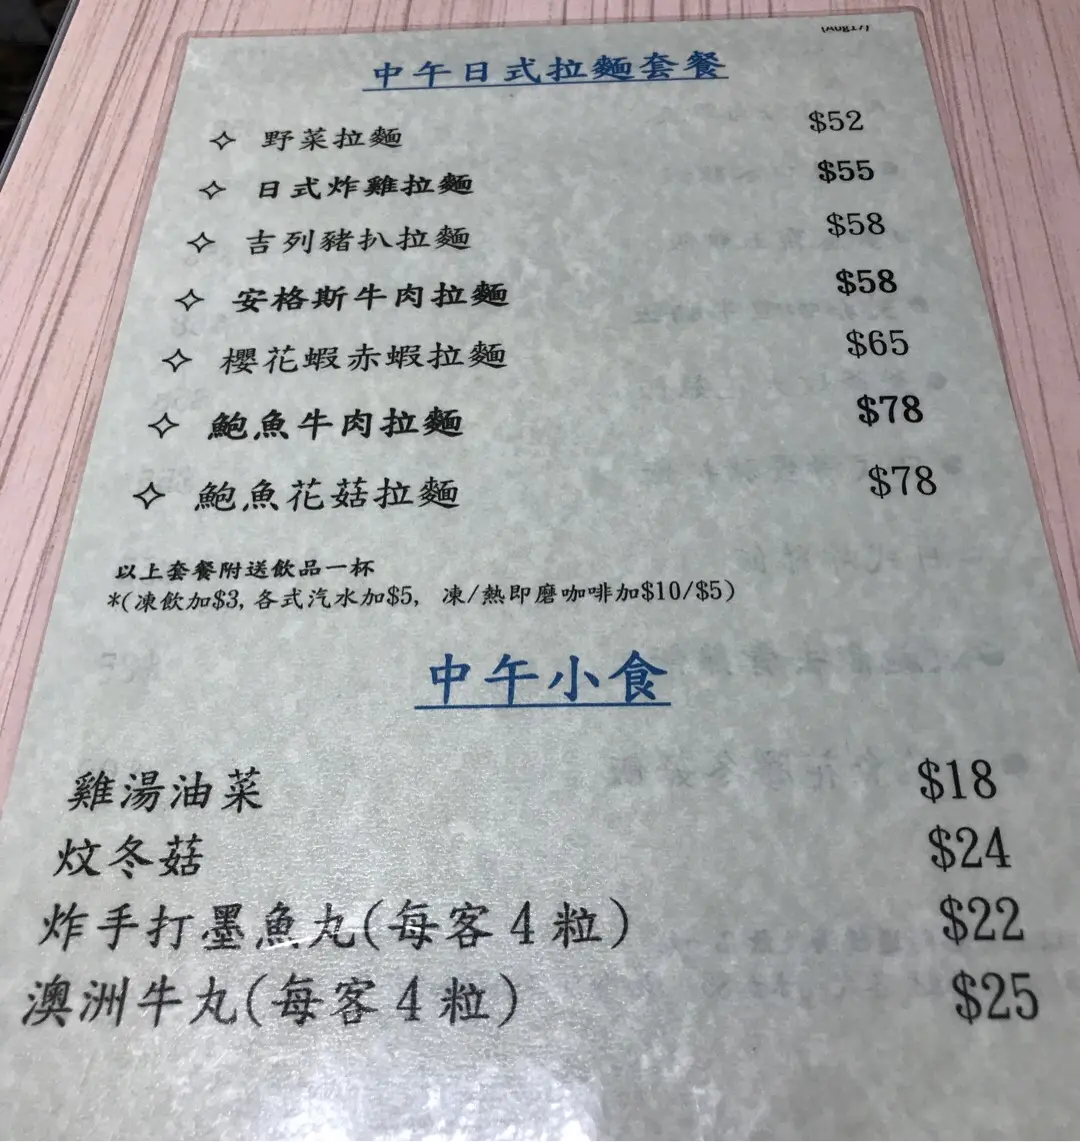 中午日式拉麵套餐
✧ 野菜拉麵 $52
✧ 日式炸雞拉麵 $55
✧ 吉列豬扒拉麵 $58
✧ 安格斯牛肉拉麵 $58
✧ 櫻花蝦赤蝦拉麵 $65
✧ 鮑魚牛肉拉麵 $78
✧ 鮑魚花菇拉麵 $78
以上套餐附送飲品一杯
*(凍飲加$3, 各式汽水加$5, 凍/熱即磨咖啡加$10/$5)
中午小食
雞湯油菜 $18
炆冬菇 $24
炸手打墨魚丸(每客4粒) $22
澳洲牛丸(每客4粒) $25